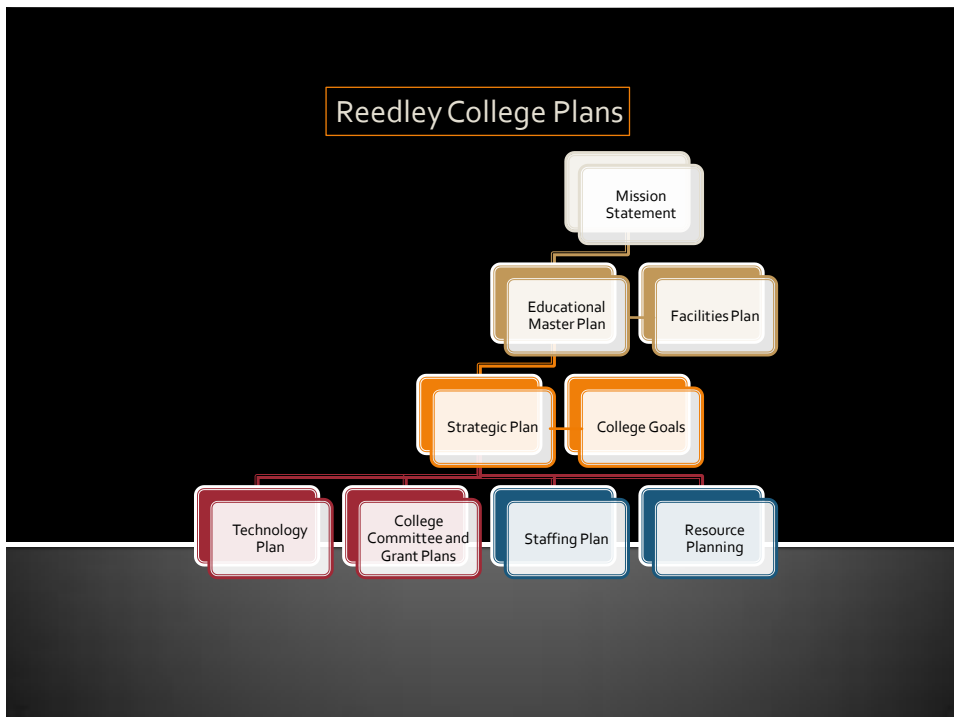 Reedley College Plans
Mission
Statement
Educational
Master Plan
Facilities Plan
Strategic Plan
College Goals
Technology
Plan
College
Committee and
Grant Plans
Staffing Plan
Resource
Planning